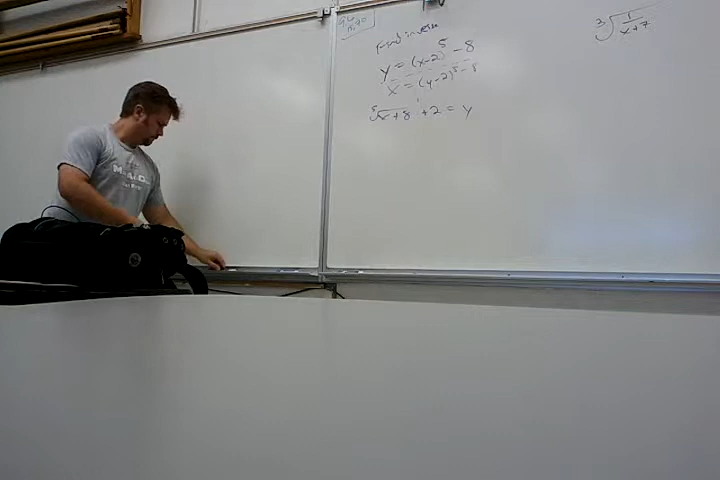 Find inverse
y = (x-2)⁵ - 8
x = (y-2)⁵ - 8
⁵√x+8 + 2 = y
³√1/x+7